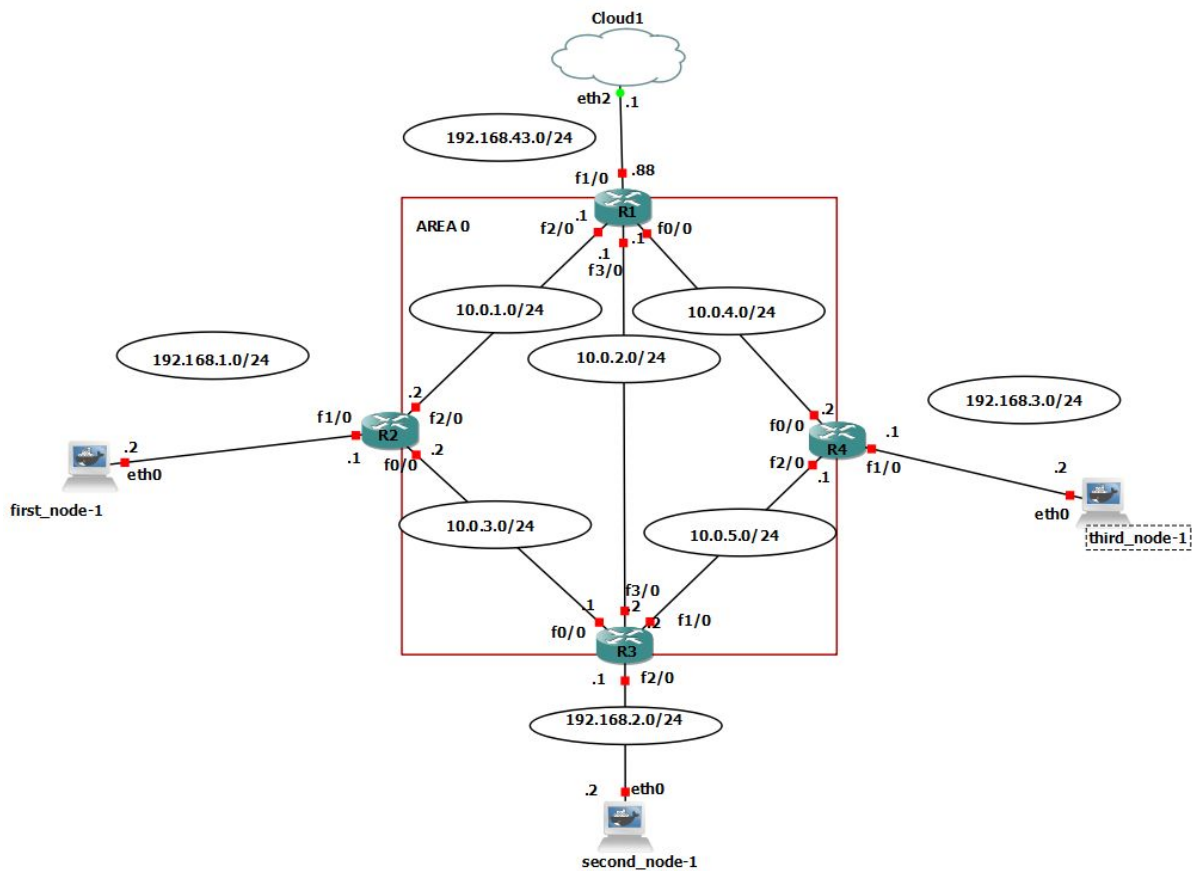 Cloud1
eth2
.1
192.168.43.0/24
.88
f1/0
R1
AREA 0
.1
f2/0
.1
f0/0
.1
f3/0
10.0.1.0/24
10.0.4.0/24
192.168.1.0/24
10.0.2.0/24
192.168.3.0/24
.2
f1/0
f2/0
R2
.2
f0/0
.1
.2
eth0
first_node-1
.2
f0/0
R4
.1
f2/0
f1/0
.1
.2
eth0
third_node-1
10.0.3.0/24
10.0.5.0/24
f3/0
.1
.2
f1/0
f0/0
.2
R3
.1
f2/0
192.168.2.0/24
.2
eth0
second_node-1